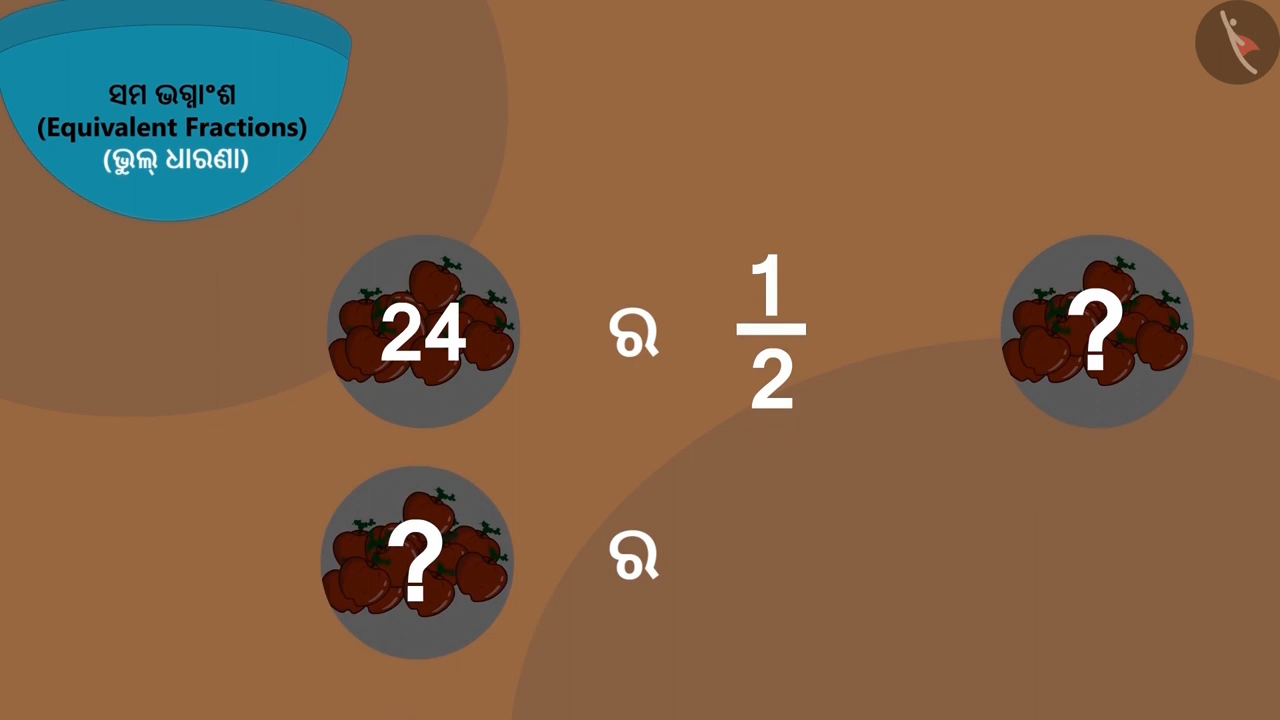 ସମ ଭଗ୍ନାଂଶ
(Equivalent Fractions)
(ଭୁଲ୍ ଧାରଣା)
24 ର 1/2 ?
? ର